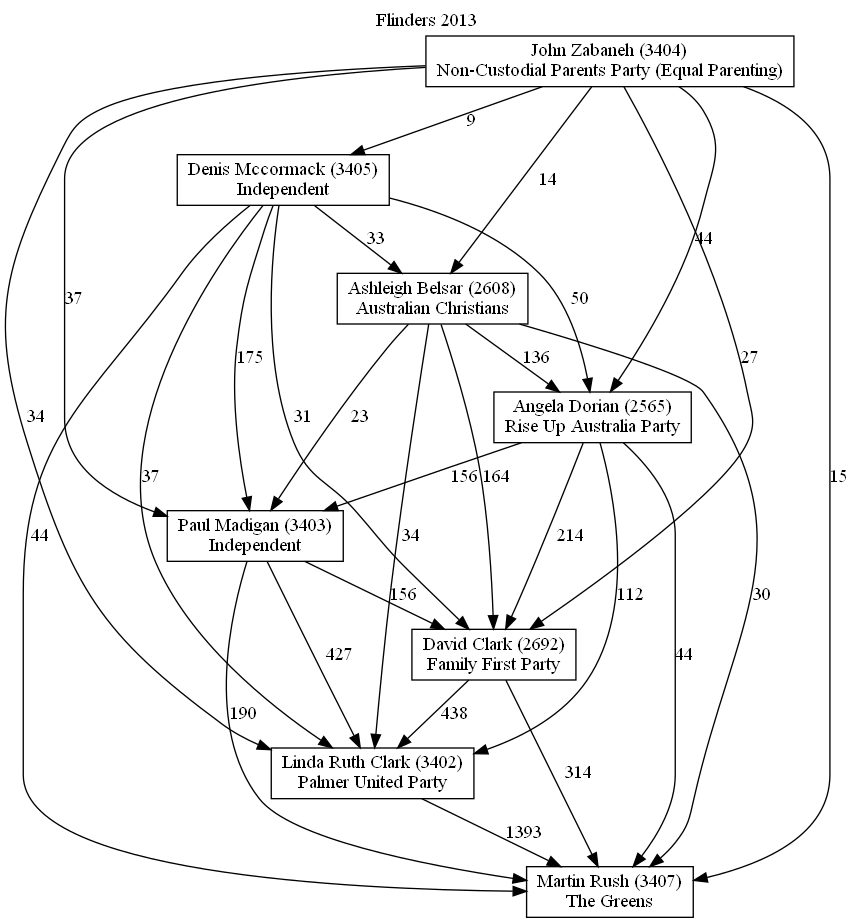 Flinders 2013
John Zabaneh (3404)
Non-Custodial Parents Party (Equal Parenting)
9
Denis Mccormack (3405)
Independent
14
44
33
Ashleigh Belsar (2608)
Australian Christians
37
50
175
136
27
34
31
23
Angela Dorian (2565)
Rise Up Australia Party
37
156
164
15
Paul Madigan (3403)
Independent
44
34
214
156
112
30
David Clark (2692)
Family First Party
427
44
190
438
Linda Ruth Clark (3402)
Palmer United Party
314
1393
Martin Rush (3407)
The Greens